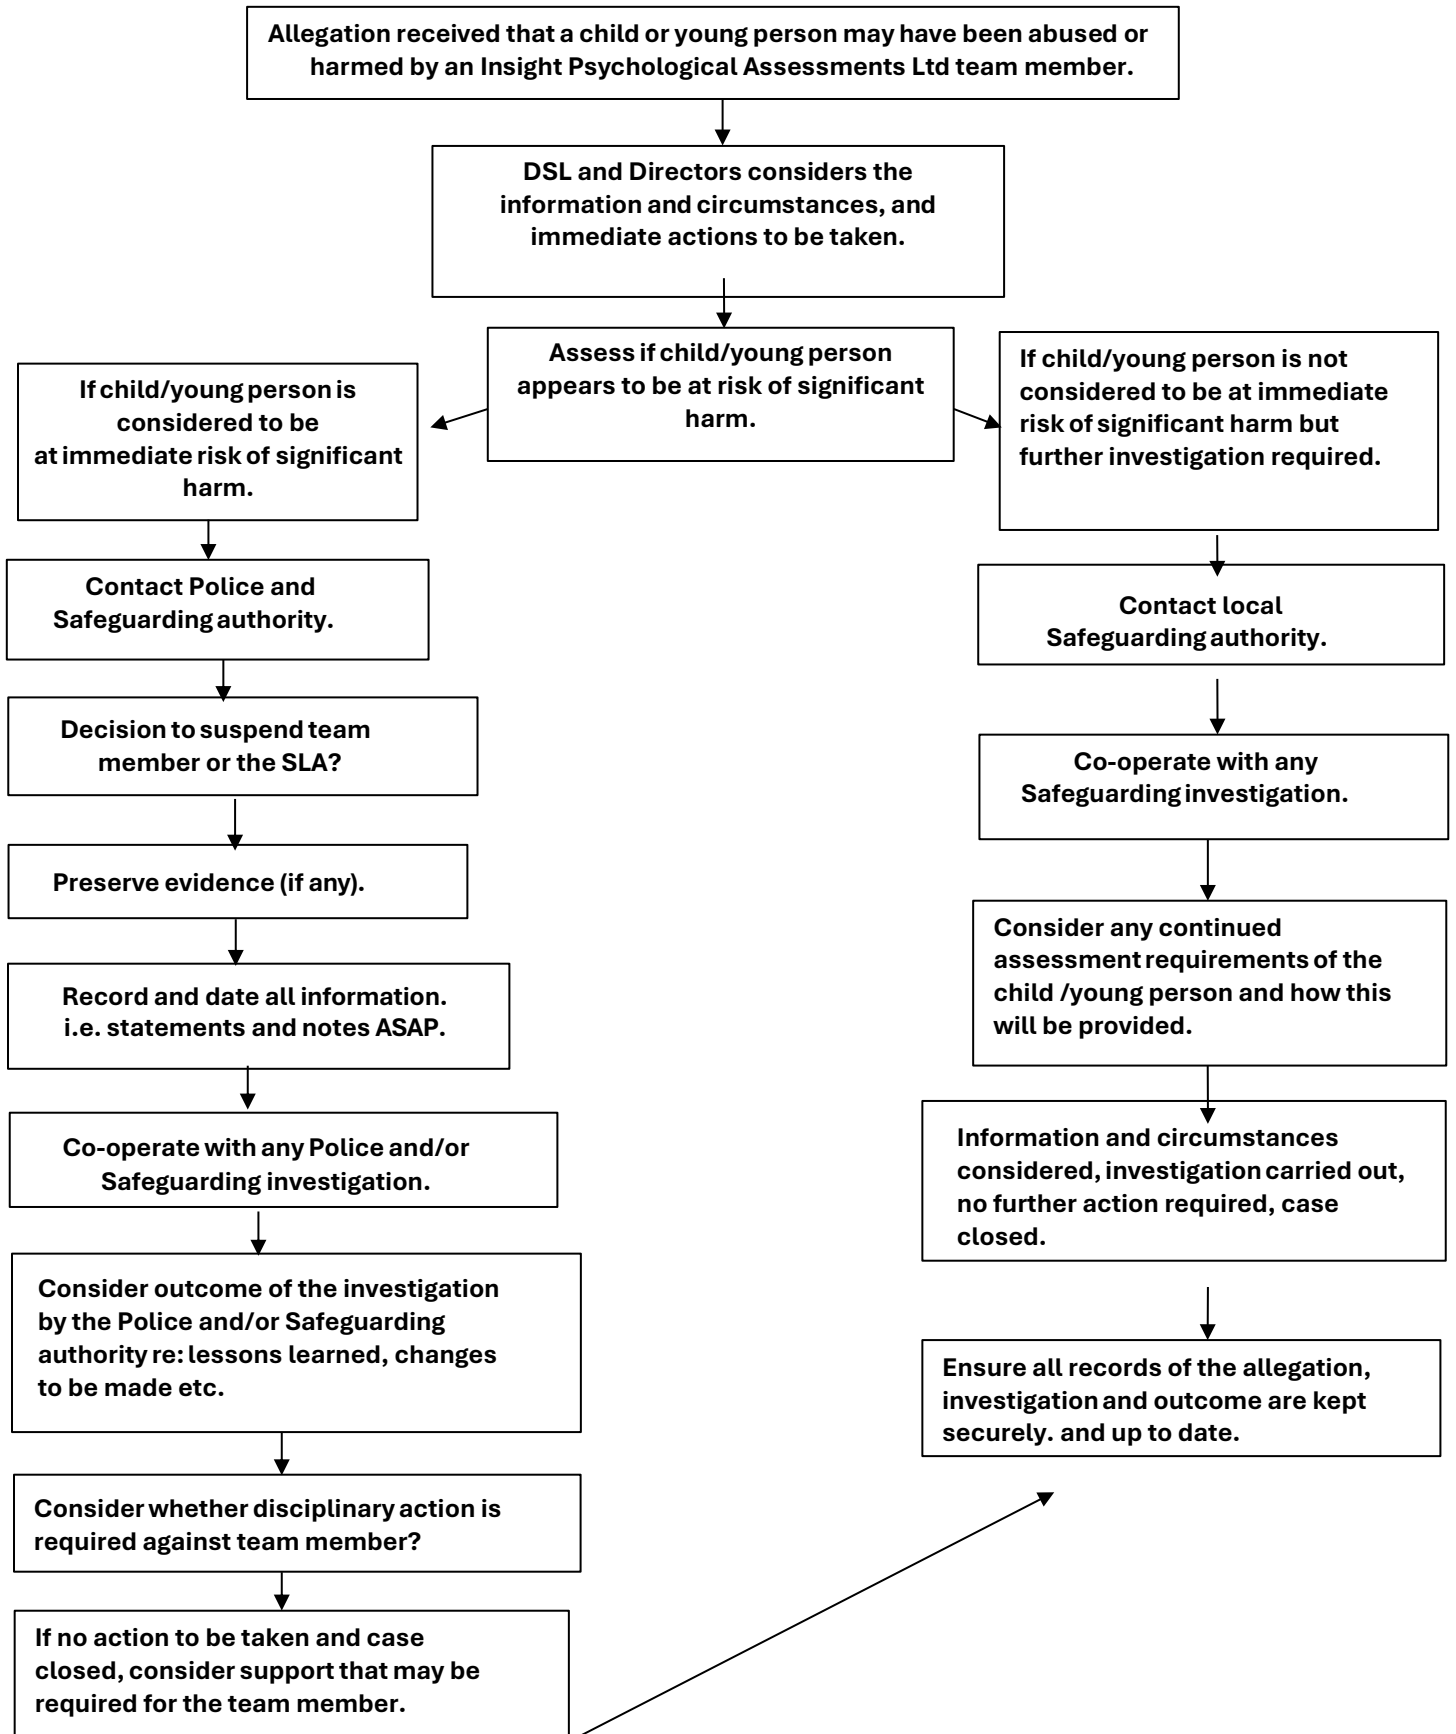 Allegation received that a child or young person may have been abused or
harmed by an Insight Psychological Assessments Ltd team member.
DSL and Directors considers the
information and circumstances, and
immediate actions to be taken.
Assess if child/young person
appears to be at risk of significant
harm.
If child/young person is
considered to be
at immediate risk of significant
harm.
Contact Police and
Safeguarding authority.
Decision to suspend team
member or the SLA?
Preserve evidence (if any).
Record and date all information.
i.e. statements and notes ASAP.
Co-operate with any Police and/or
Safeguarding investigation.
Consider outcome of the investigation
by the Police and/or Safeguarding
authority re: lessons learned, changes
to be made etc.
Consider whether disciplinary action is
required against team member?
If no action to be taken and case
closed, consider support that may be
required for the team member.
If child/young person is not
considered to be at immediate
risk of significant harm but
further investigation required.
Contact local
Safeguarding authority.
Co-operate with any
Safeguarding investigation.
Consider any continued
assessment requirements of the
child /young person and how this
will be provided.
Information and circumstances
considered, investigation carried out,
no further action required, case
closed.
Ensure all records of the allegation,
investigation and outcome are kept
securely. and up to date.